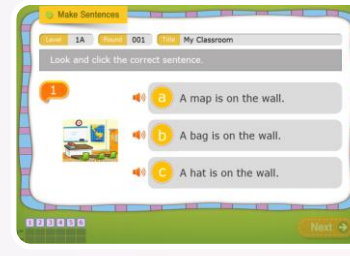 Make Sentences
Level 1A Round 001 Title My Classroom
Look and click the correct sentence.
1
a A map is on the wall.
b A bag is on the wall.
c A hat is on the wall.
1 2 3 4 5 6
Next